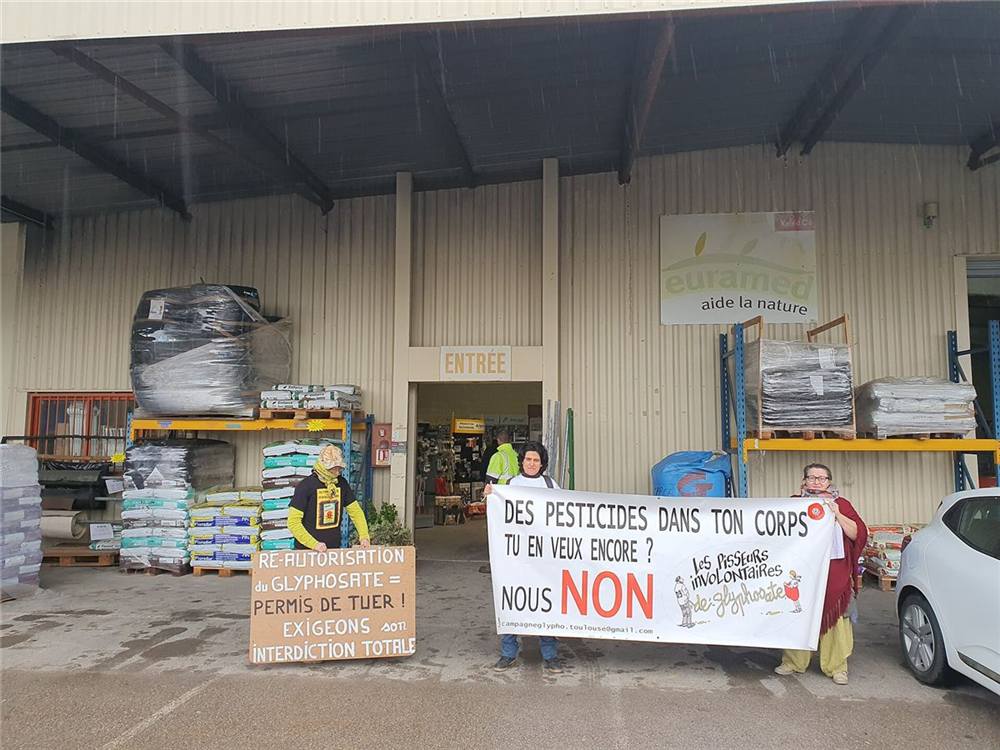 euramed
aide la nature
ENTRÉE
DES PESTICIDES DANS TON CORPS
TU EN VEUX ENCORE ?
NOUS NON
LES PISSEURS
INVOLONTAIRES
de glyphosate
campagneglypho.toulouse@gmail.com
RE-AUTORISATION
du GLYPHOSATE =
PERMIS DE TUER !
EXIGEONS son
INTERDICTION TOTALE